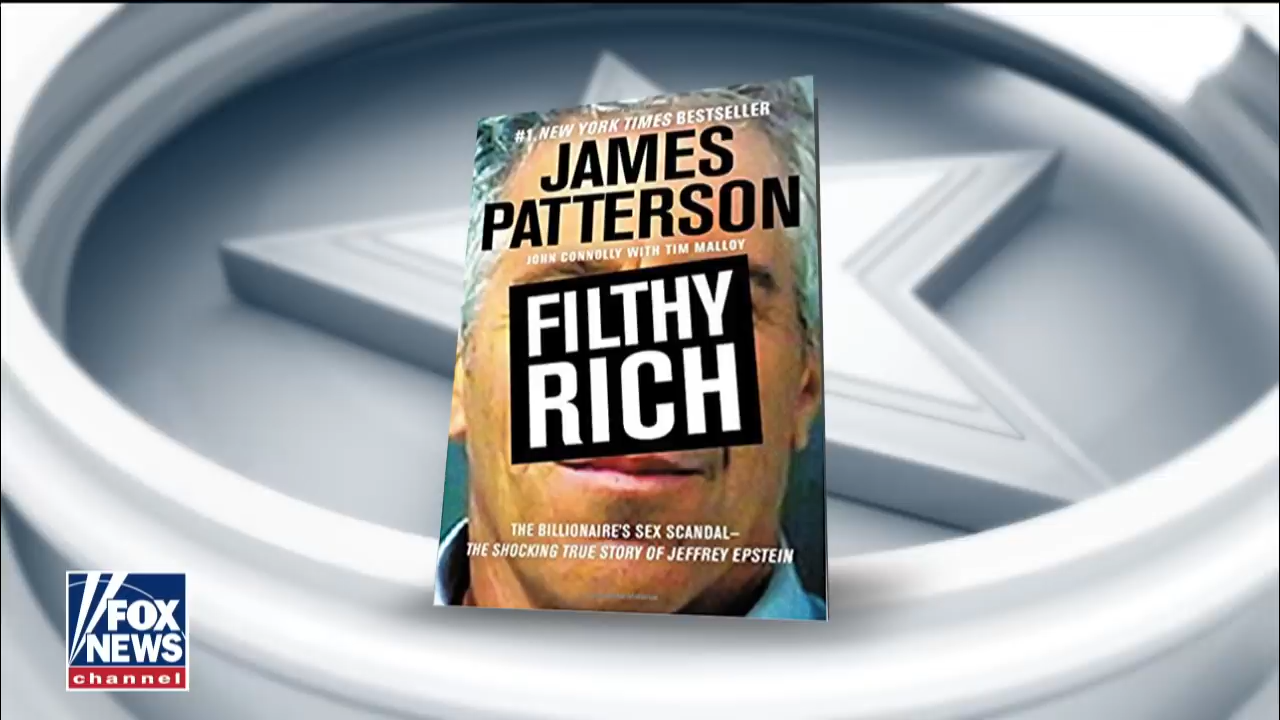 #1 NEW YORK TIMES BESTSELLER
JAMES
PATTERSON
JOHN CONNOLLY WITH TIM MALLOY
FILTHY
RICH
THE BILLIONAIRE'S SEX SCANDAL–
THE SHOCKING TRUE STORY OF JEFFREY EPSTEIN
FOX
NEWS
channel